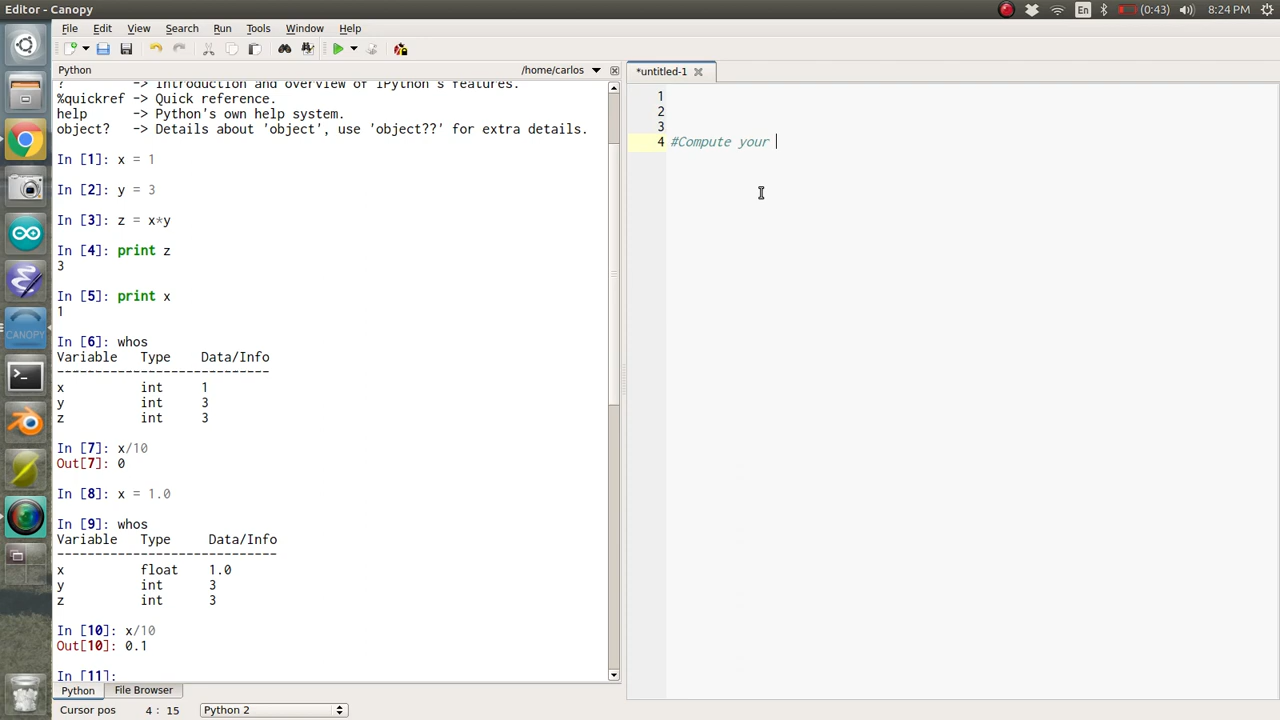 Editor - Canopy
En
(0:43)
8:24 PM
File Edit View Search Run Tools Window Help
Python
/home/carlos
*untitled-1
? -> Introduction and overview of IPython's features.
%quickref -> Quick reference.
help -> Python's own help system.
object? -> Details about 'object', use 'object??' for extra details.
In [1]: x = 1
In [2]: y = 3
In [3]: z = x*y
In [4]: print z
3
In [5]: print x
1
In [6]: whos
Variable Type Data/Info
----------------------------
x int 1
y int 3
z int 3
In [7]: x/10
Out[7]: 0
In [8]: x = 1.0
In [9]: whos
Variable Type Data/Info
-----------------------------
x float 1.0
y int 3
z int 3
In [10]: x/10
Out[10]: 0.1
In [11]:
1
2
3
4 #Compute your
CANOPY
Python File Browser
Cursor pos 4 : 15 Python 2